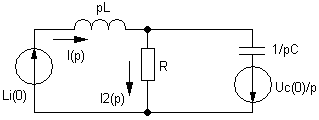 pL
I(p)
1/pC
R
Li(0)
I2(p)
Uc(0)/p